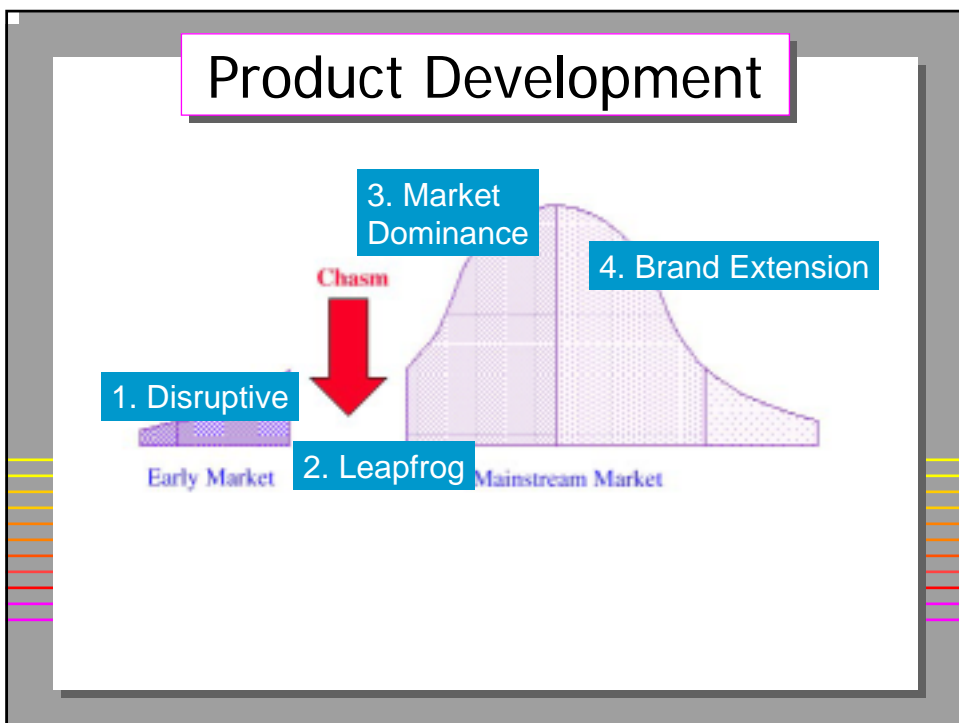 Product Development
3. Market
Dominance
4. Brand Extension
Chasm
1. Disruptive
2. Leapfrog
Early Market
Mainstream Market